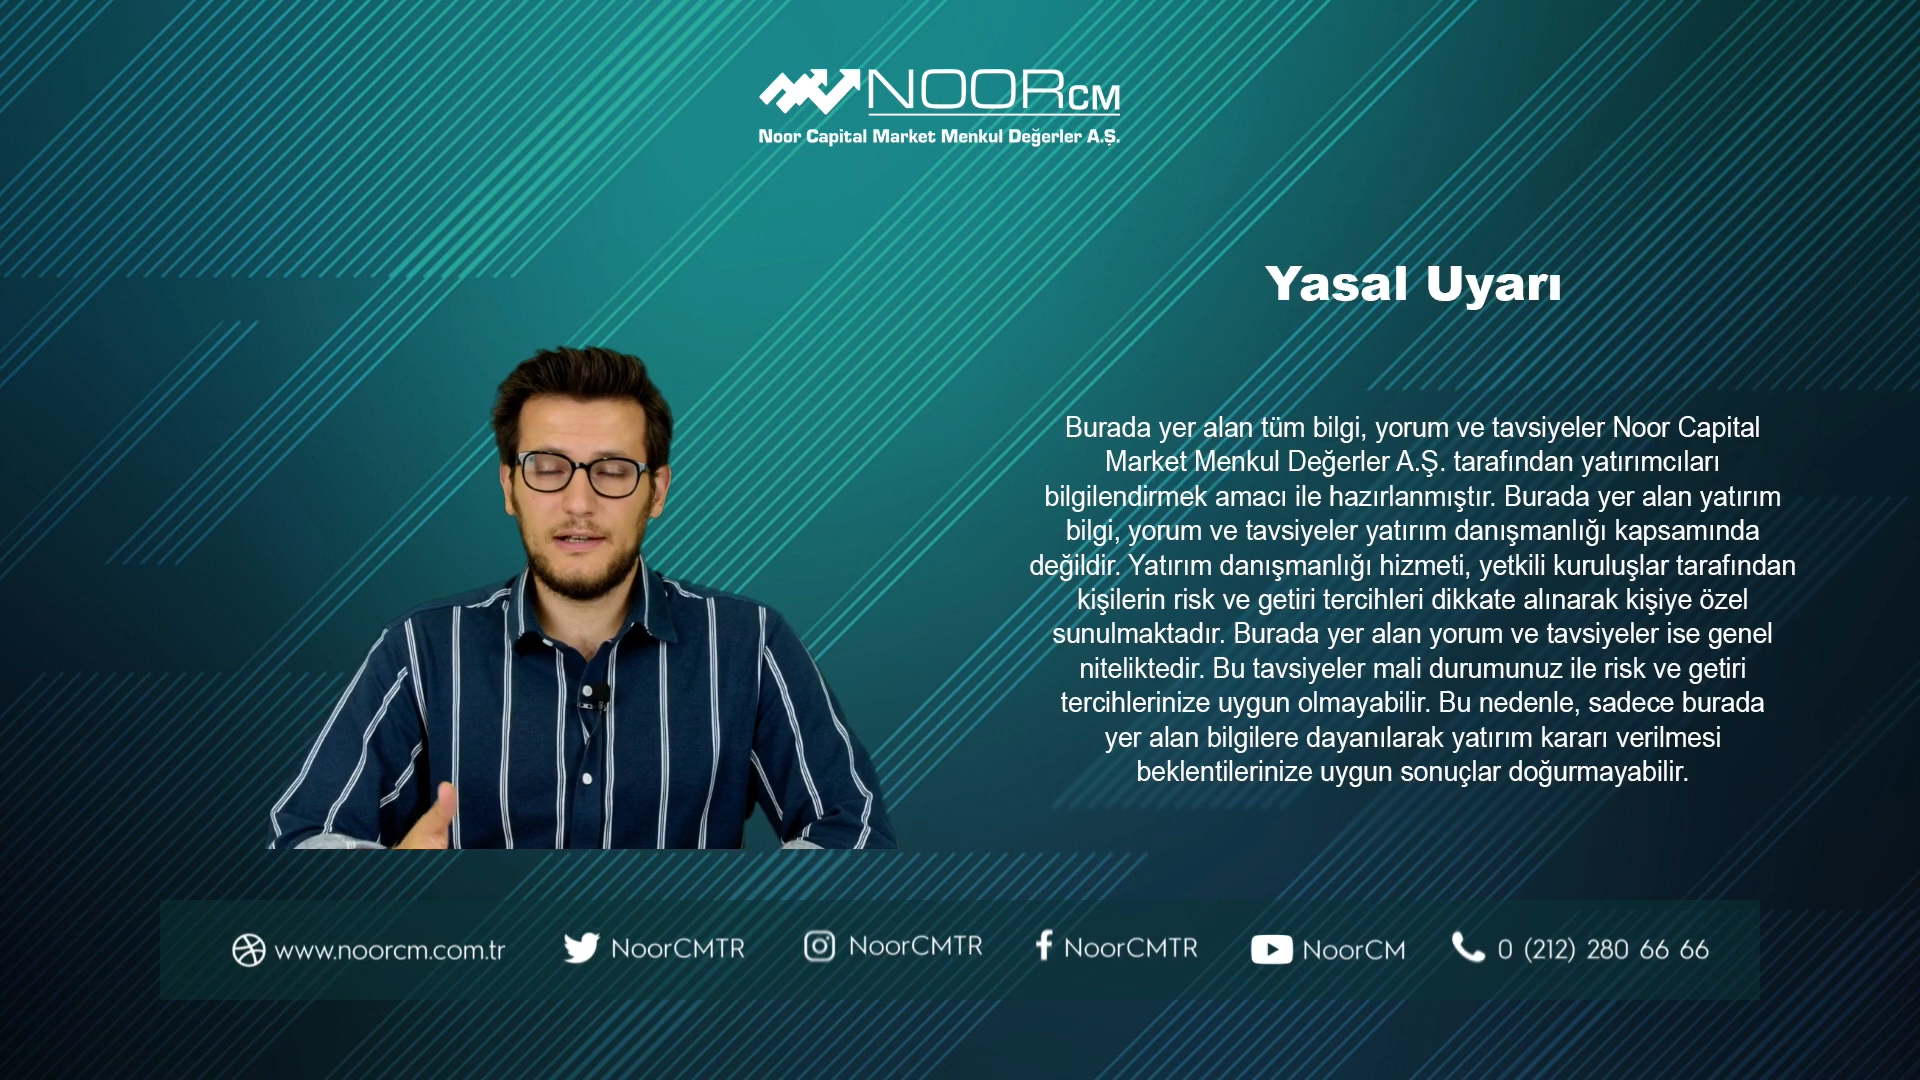 NOORCM
Noor Capital Market Menkul Değerler A.Ş.
Yasal Uyarı
Burada yer alan tüm bilgi, yorum ve tavsiyeler Noor Capital
Market Menkul Değerler A.Ş. tarafından yatırımcıları
bilgilendirmek amacı ile hazırlanmıştır. Burada yer alan yatırım
bilgi, yorum ve tavsiyeler yatırım danışmanlığı kapsamında
değildir. Yatırım danışmanlığı hizmeti, yetkili kuruluşlar tarafından
kişilerin risk ve getiri tercihleri dikkate alınarak kişiye özel
sunulmaktadır. Burada yer alan yorum ve tavsiyeler ise genel
niteliktedir. Bu tavsiyeler mali durumunuz ile risk ve getiri
tercihlerinize uygun olmayabilir. Bu nedenle, sadece burada
yer alan bilgilere dayanılarak yatırım kararı verilmesi
beklentilerinize uygun sonuçlar doğurmayabilir.
www.noorcm.com.tr NoorCMTR NoorCMTR NoorCMTR NoorCM 0 (212) 280 66 66